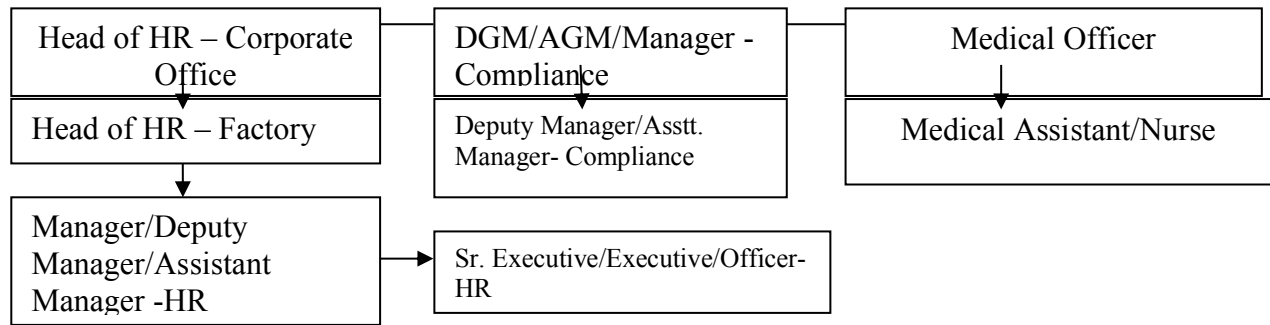 Head of HR – Corporate
Office
DGM/AGM/Manager -
Compliance
Medical Officer
Head of HR – Factory
Deputy Manager/Asstt.
Manager- Compliance
Medical Assistant/Nurse
Manager/Deputy
Manager/Assistant
Manager -HR
Sr. Executive/Executive/Officer-
HR